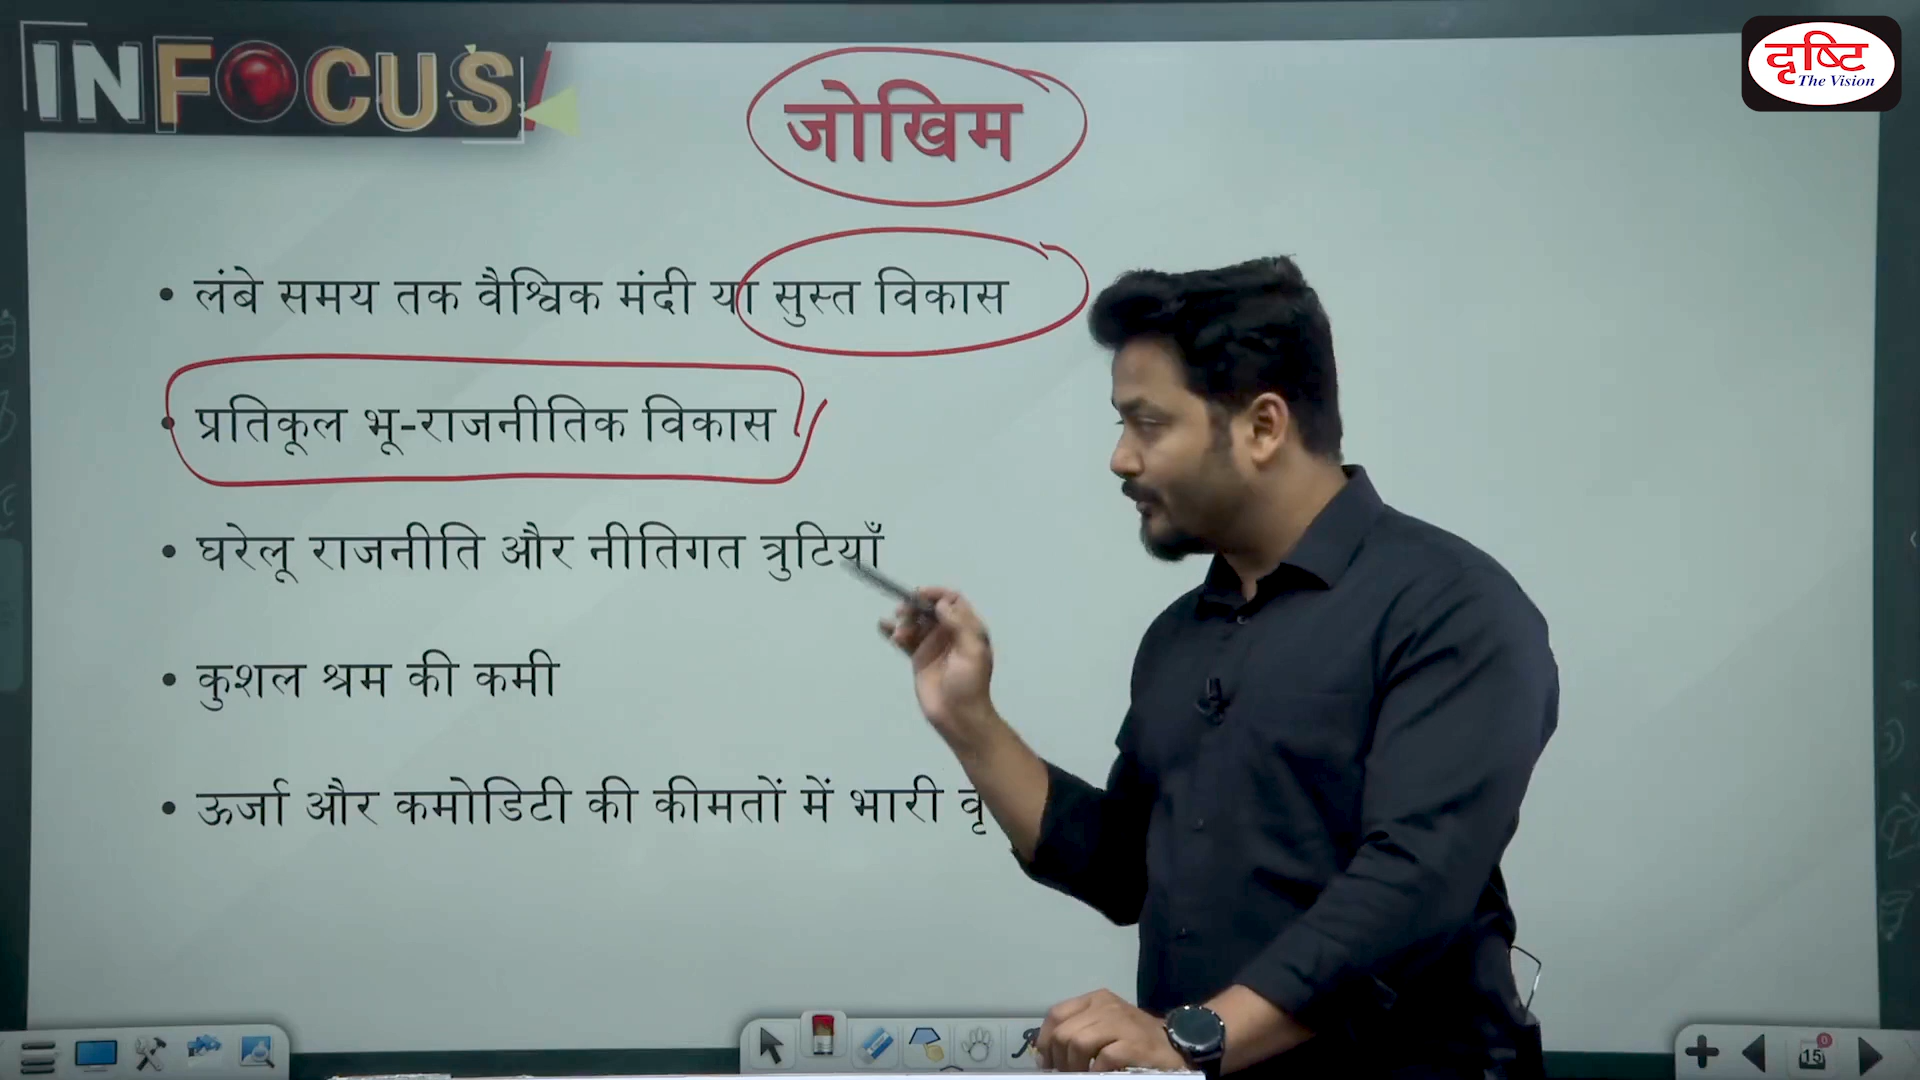 INFOCUS
दृष्टि
The Vision
जोखिम
• लंबे समय तक वैश्विक मंदी या सुस्त विकास
• प्रतिकूल भू-राजनीतिक विकास
• घरेलू राजनीति और नीतिगत त्रुटियाँ
• कुशल श्रम की कमी
• ऊर्जा और कमोडिटी की कीमतों में भारी
15
0